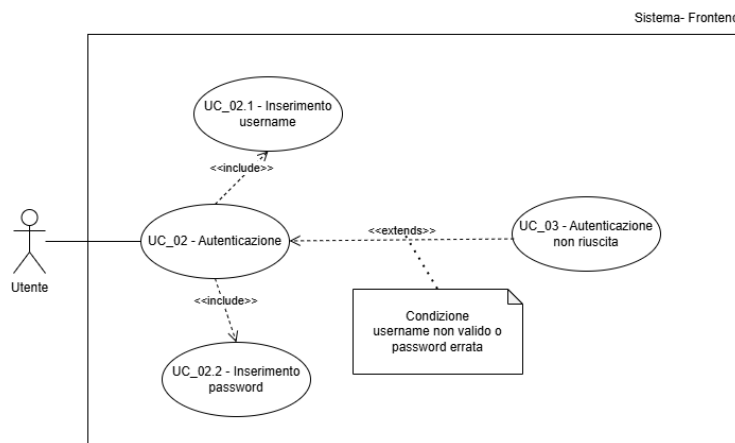 Sistema- Frontend
UC_02.1 - Inserimento
username
<<include>>
UC_02 - Autenticazione
<<extends>>
UC_03 - Autenticazione
non riuscita
Utente
<<include>>
Condizione
username non valido o
password errata
UC_02.2 - Inserimento
password